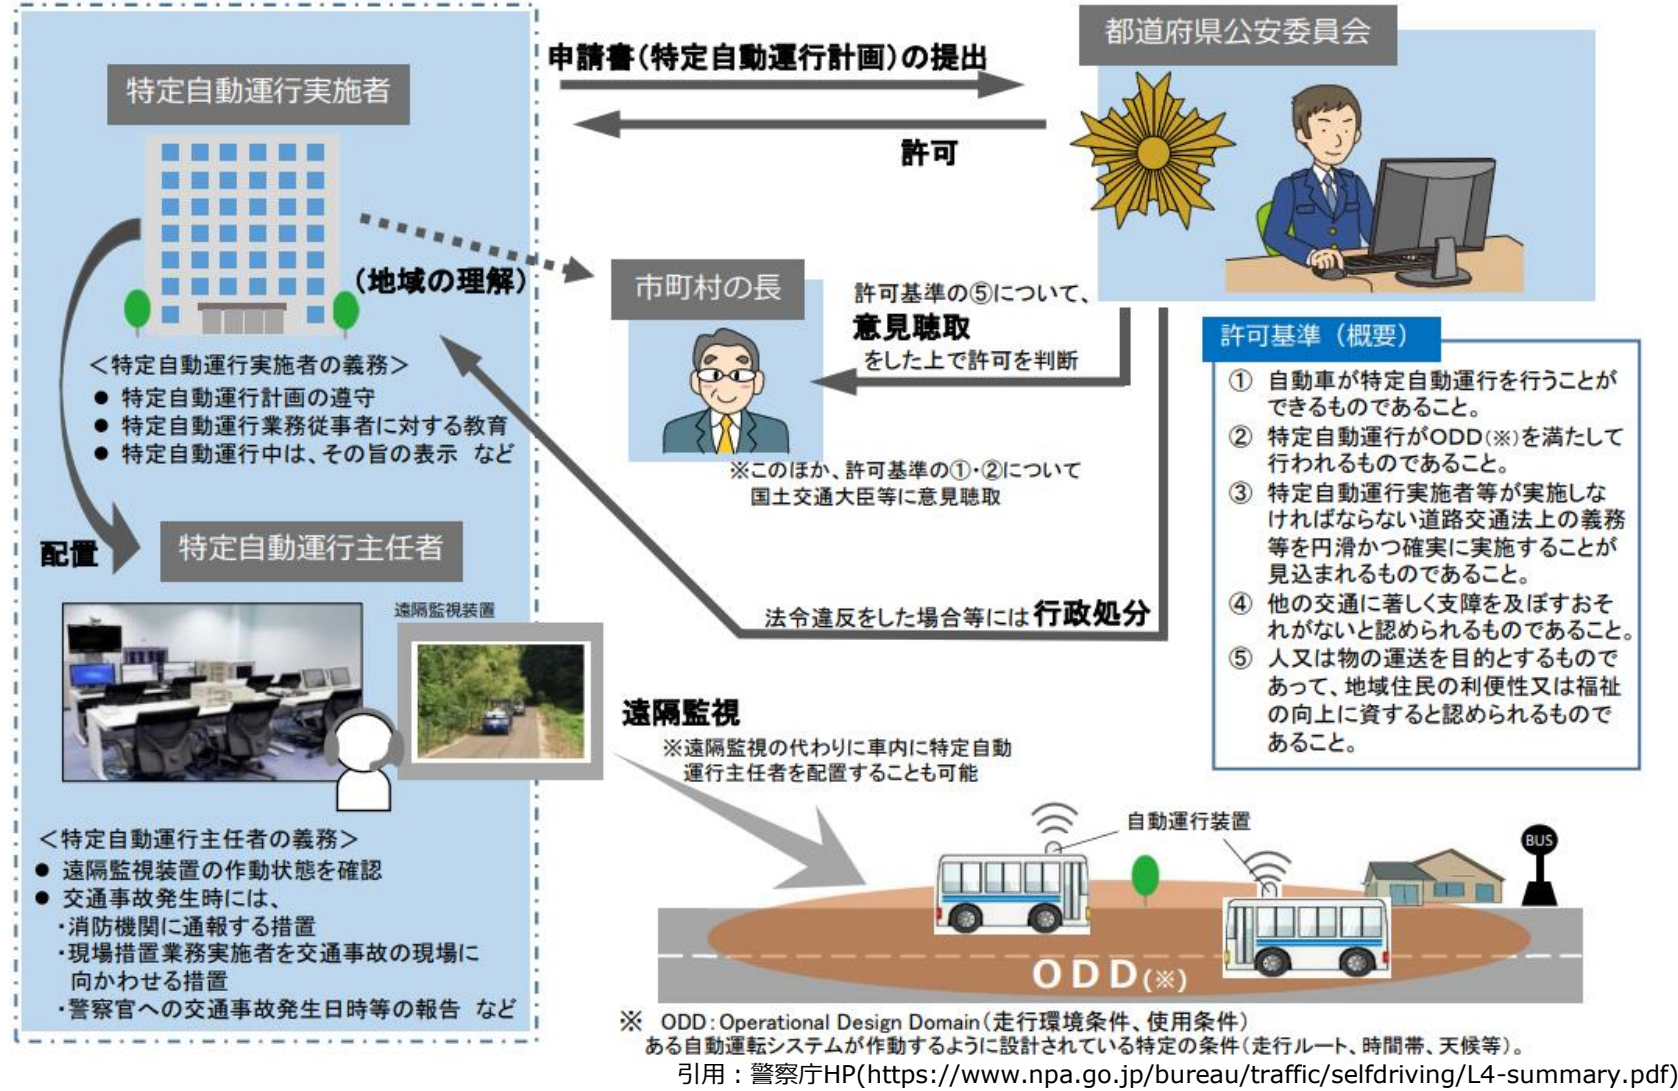 特定自動運行実施者
申請書(特定自動運行計画)の提出
許可
都道府県公安委員会
(地域の理解)
市町村の長
許可基準の⑤について、
意見聴取
をした上で許可を判断
※このほか、許可基準の①・②について
国土交通大臣等に意見聴取
<特定自動運行実施者の義務>
● 特定自動運行計画の遵守
● 特定自動運行業務従事者に対する教育
● 特定自動運行中は、その旨の表示 など
許可基準（概要）
① 自動車が特定自動運行を行うことが
できるものであること。
② 特定自動運行がODD(※)を満たして
行われるものであること。
③ 特定自動運行実施者等が実施しな
ければならない道路交通法上の義務
等を円滑かつ確実に実施することが
見込まれるものであること。
④ 他の交通に著しく支障を及ぼすおそ
れがないと認められるものであること。
⑤ 人又は物の運送を目的とするもので
あって、地域住民の利便性又は福祉
の向上に資すると認められるもので
あること。
配置
特定自動運行主任者
遠隔監視装置
法令違反をした場合等には行政処分
遠隔監視
※遠隔監視の代わりに車内に特定自動
運行主任者を配置することも可能
<特定自動運行主任者の義務>
● 遠隔監視装置の作動状態を確認
● 交通事故発生時には、
・消防機関に通報する措置
・現場措置業務実施者を交通事故の現場に
向かわせる措置
・警察官への交通事故発生日時等の報告 など
自動運行装置
BUS
ODD(※)
※ ODD:Operational Design Domain(走行環境条件、使用条件)
ある自動運転システムが作動するように設計されている特定の条件(走行ルート、時間帯、天候等)。
引用：警察庁HP(https://www.npa.go.jp/bureau/traffic/selfdriving/L4-summary.pdf